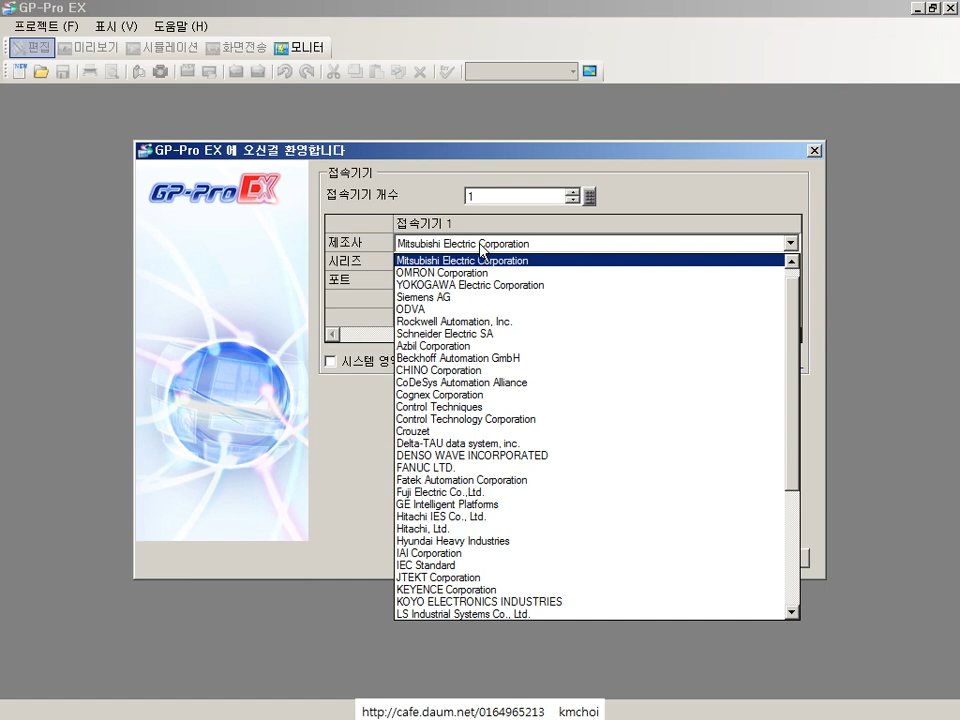 GP-Pro EX
프로젝트 (F) 표시 (V) 도움말 (H)
편집 미리보기 시뮬레이션 화면전송 모니터
NEW
GP-Pro EX 에 오신걸 환영합니다
GP-Pro EX
접속기기
접속기기 개수 1
접속기기 1
제조사 Mitsubishi Electric Corporation
시리즈
포트
Mitsubishi Electric Corporation
OMRON Corporation
YOKOGAWA Electric Corporation
Siemens AG
ODVA
Rockwell Automation, Inc.
Schneider Electric SA
Azbil Corporation
시스템 영
Beckhoff Automation GmbH
CHINO Corporation
CoDeSys Automation Alliance
Cognex Corporation
Control Techniques
Control Technology Corporation
Crouzet
Delta-TAU data system, inc.
DENSO WAVE INCORPORATED
FANUC LTD.
Fatek Automation Corporation
Fuji Electric Co.,Ltd.
GE Intelligent Platforms
Hitachi IES Co., Ltd.
Hitachi, Ltd.
Hyundai Heavy Industries
IAI Corporation
IEC Standard
JTEKT Corporation
KEYENCE Corporation
KOYO ELECTRONICS INDUSTRIES
LS Industrial Systems Co., Ltd.
http://cafe.daum.net/0164965213 kmchoi